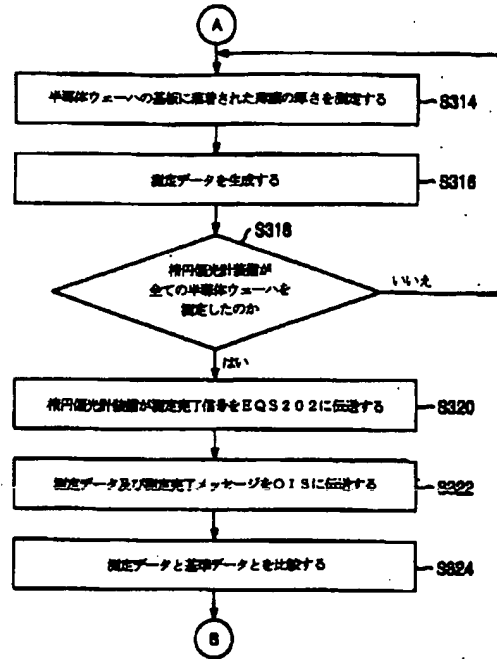 A
半導体ウェーハの基板に蒸着された薄膜の厚さを測定する
S314
測定データを生成する
S316
S318
楕円偏光計装備が
全ての半導体ウェーハを
測定したのか
いいえ
はい
楕円偏光計装備が測定完了信号をEQS202に伝送する
S320
測定データ及び測定完了メッセージをOISに伝送する
S322
測定データと基準データとを比較する
S324
B